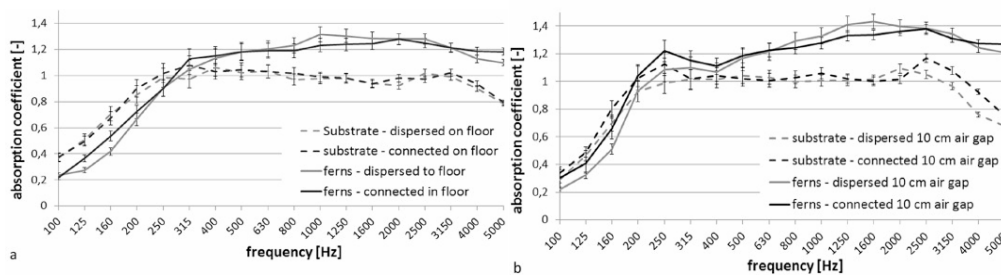 absorption coefficient [-]
1,4
1,2
1
0,8
0,6
0,4
0,2
0
Substrate - dispersed on floor
substrate - connected on floor
ferns - dispersed to floor
ferns - connected in floor
100 125 160 200 250 315 400 500 630 800 1000 1250 1600 2000 2500 3150 4000 5000
frequency [Hz]
a
absorption coefficient [-]
1,4
1,2
1
0,8
0,6
0,4
0,2
0
substrate - dispersed 10 cm air gap
substrate - connected 10 cm air gap
ferns - dispersed 10 cm air gap
ferns - connected 10 cm air gap
100 125 160 200 250 315 400 500 630 800 1000 1250 1600 2000 2500 3150 4000 5000
frequency [Hz]
b